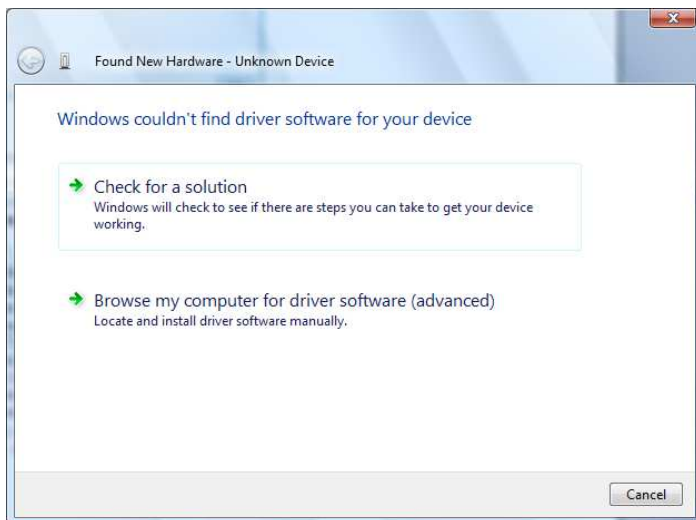 Found New Hardware - Unknown Device
Windows couldn't find driver software for your device
Check for a solution
Windows will check to see if there are steps you can take to get your device
working.
Browse my computer for driver software (advanced)
Locate and install driver software manually.
Cancel